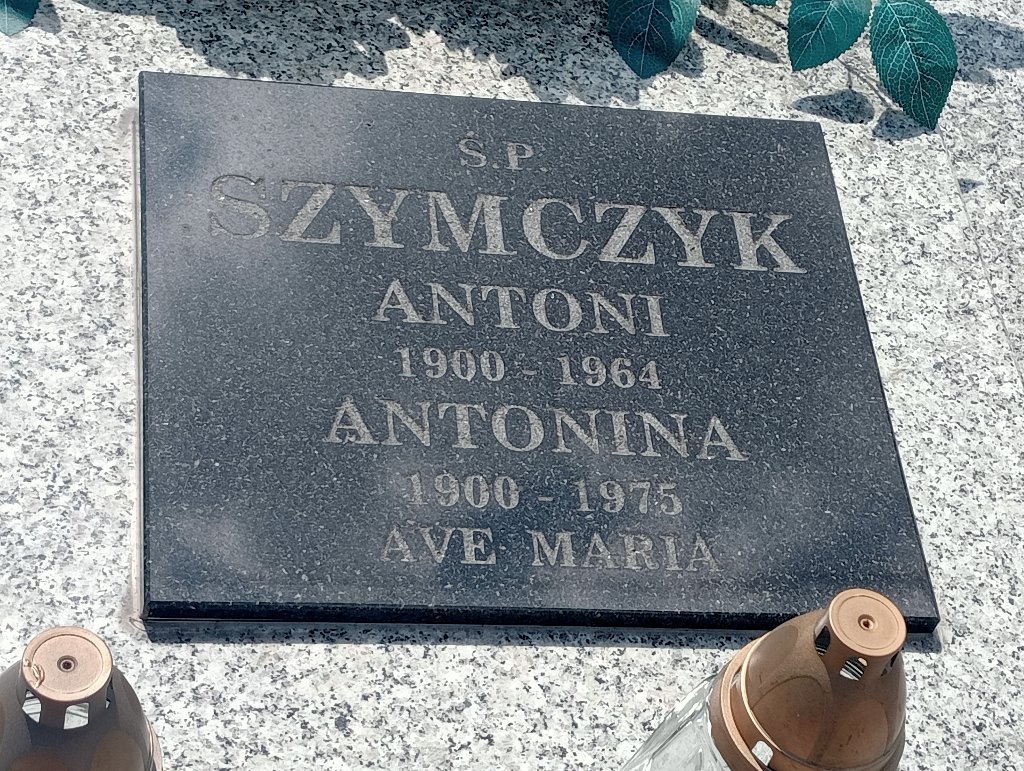 Ś.P.
SZYMCZYK
ANTONI
1900 - 1964
ANTONINA
1900 - 1975
AVE MARIA